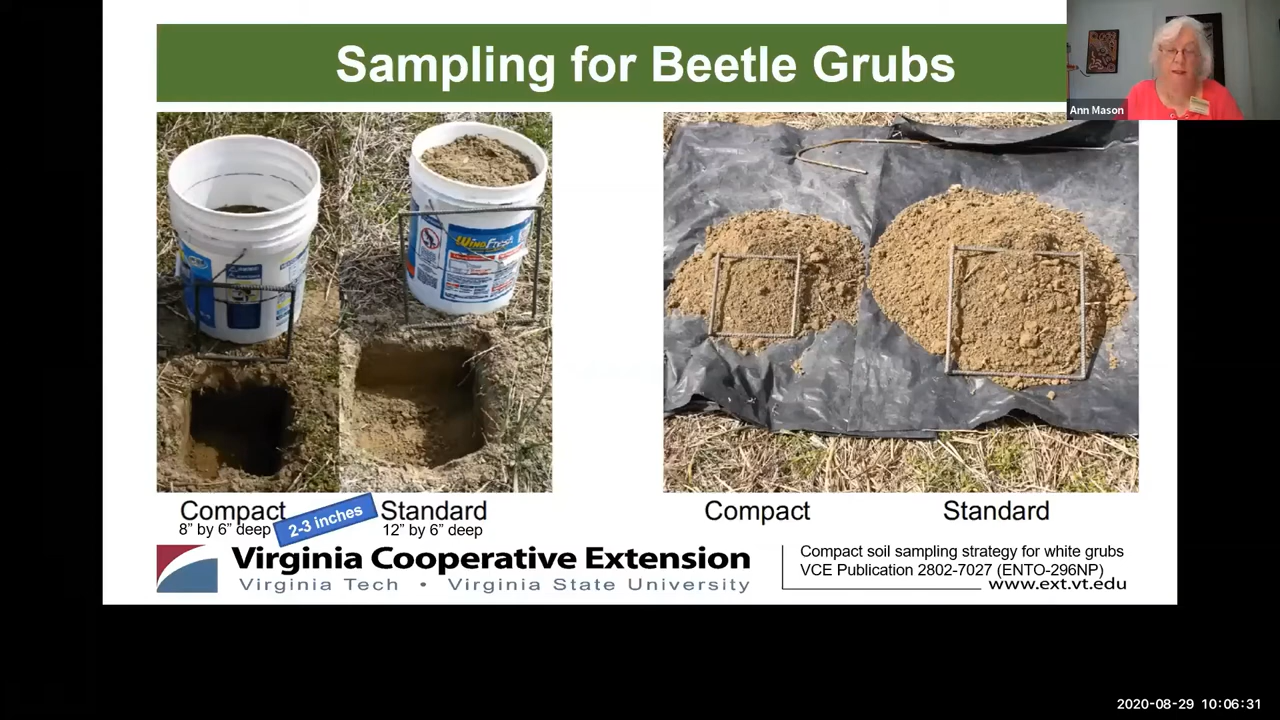 Sampling for Beetle Grubs
Ann Mason
WindFresh
Compact
Standard
8” by 6” deep
2-3 inches
12” by 6” deep
Compact
Standard
Virginia Cooperative Extension
Virginia Tech • Virginia State University
Compact soil sampling strategy for white grubs
VCE Publication 2802-7027 (ENTO-296NP)
www.ext.vt.edu
2020-08-29 10:06:31